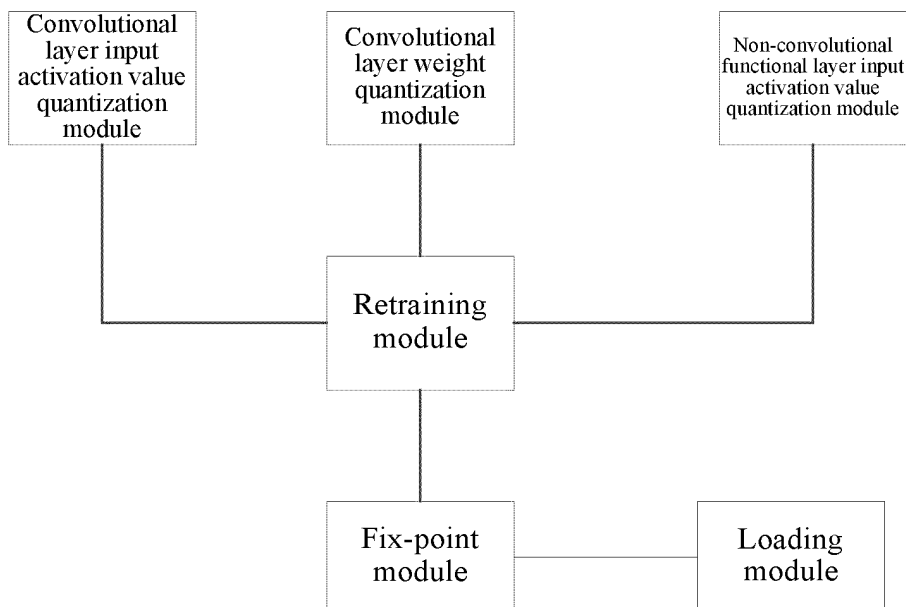 Convolutional
layer input
activation value
quantization
module
Convolutional
layer weight
quantization
module
Non-convolutional
functional layer input
activation value
quantization module
Retraining
module
Fix-point
module
Loading
module